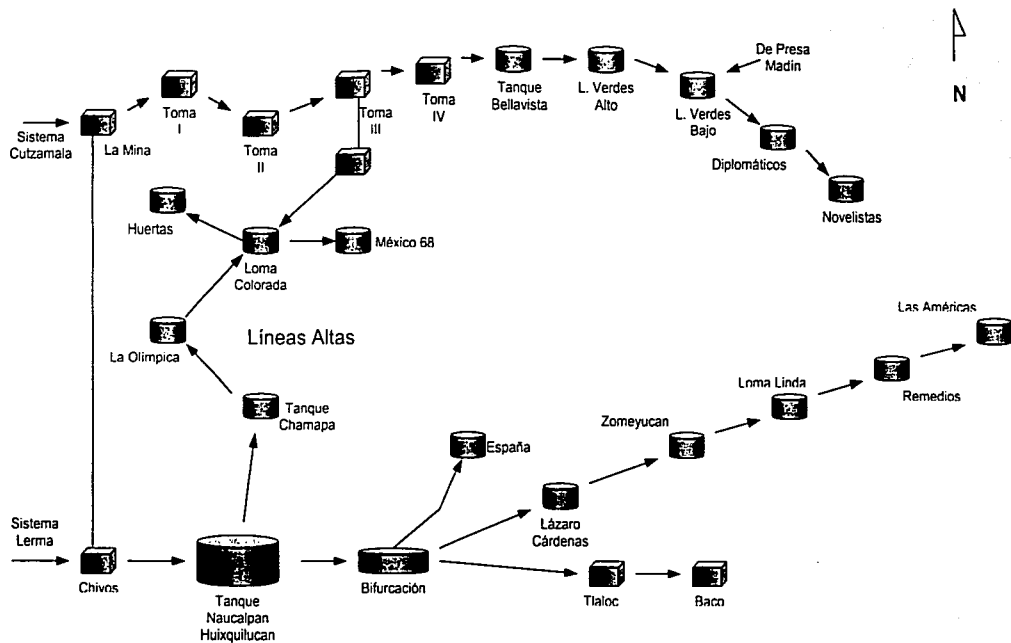 De Presa
Madín
N
Sistema
Cutzamala
La Mina
Toma
I
Toma
II
Toma
III
Toma
IV
Tanque
Bellavista
L. Verdes
Alto
L. Verdes
Bajo
Diplomáticos
Novelistas
Huertas
Loma
Colorada
México 68
La Olímpica
Líneas Altas
Tanque
Chamapa
Las Américas
Remedios
Loma Linda
Zomeyucan
España
Lázaro
Cárdenas
Sistema
Lerma
Chivos
Tanque
Naucalpan
Huixquilucan
Bifurcación
Tlaloc
Baco